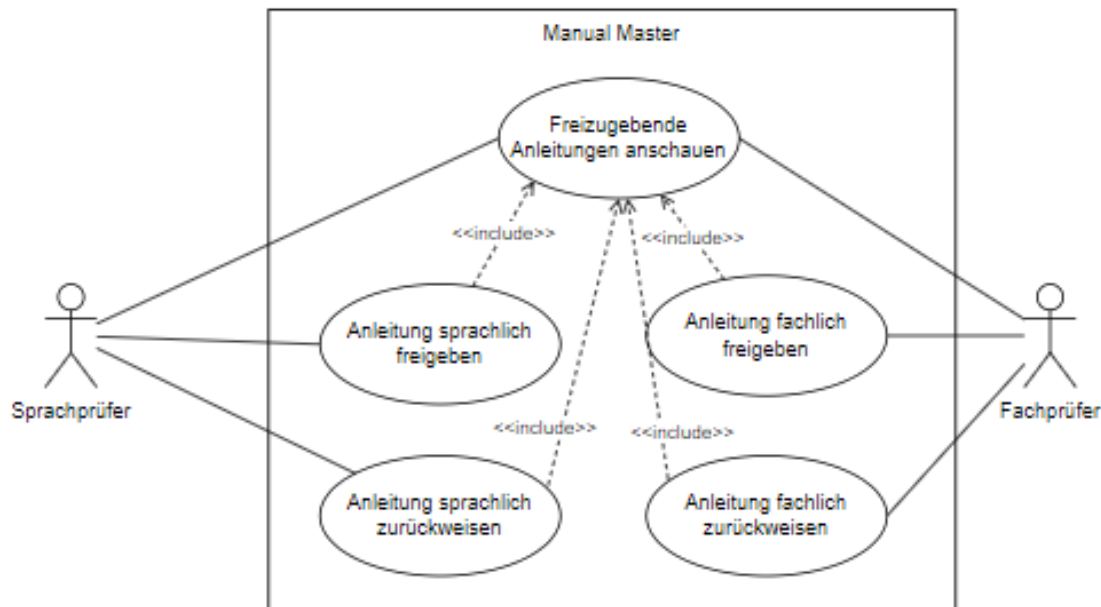 Manual Master
Freizugebende
Anleitungen anschauen
<<include>>
<<include>>
Anleitung sprachlich
freigeben
Anleitung fachlich
freigeben
Sprachprüfer
Fachprüfer
<<include>>
<<include>>
Anleitung sprachlich
zurückweisen
Anleitung fachlich
zurückweisen